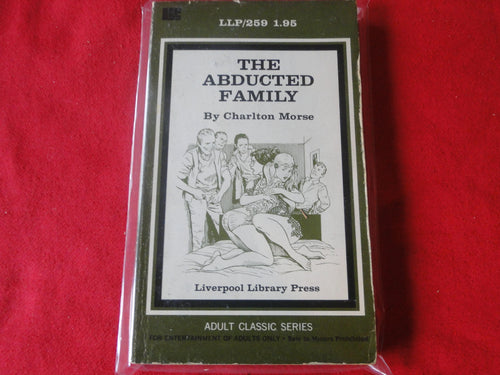 LLP/259 1.95
THE
ABDUCTED
FAMILY
By Charlton Morse
Liverpool Library Press
ADULT CLASSIC SERIES
FOR ENTERTAINMENT OF ADULTS ONLY • Sale to Minors Prohibited